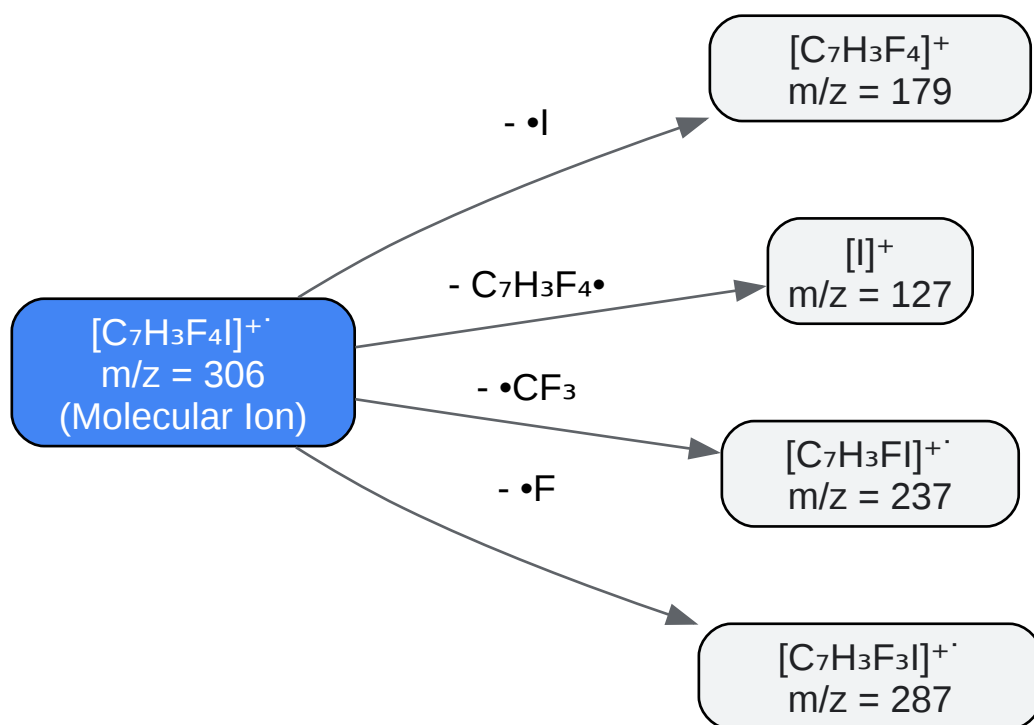 [C₇H₃F₄]⁺
m/z = 179
- •I
[I]⁺
m/z = 127
- C₇H₃F₄•
[C₇H₃F₄I]⁺˙
m/z = 306
(Molecular Ion)
- •CF₃
[C₇H₃FI]⁺˙
m/z = 237
- •F
[C₇H₃F₃I]⁺˙
m/z = 287